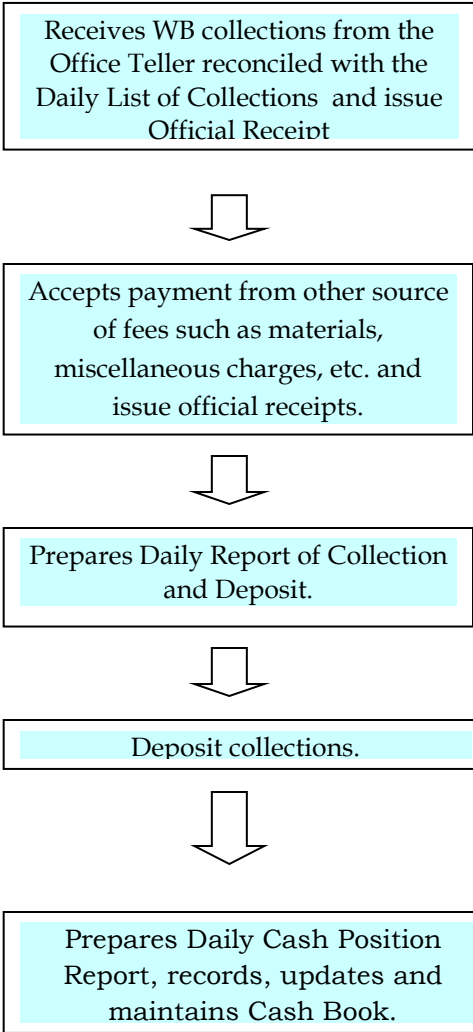 Receives WB collections from the
Office Teller reconciled with the
Daily List of Collections and issue
Official Receipt
Accepts payment from other source
of fees such as materials,
miscellaneous charges, etc. and
issue official receipts.
Prepares Daily Report of Collection
and Deposit.
Deposit collections.
Prepares Daily Cash Position
Report, records, updates and
maintains Cash Book.